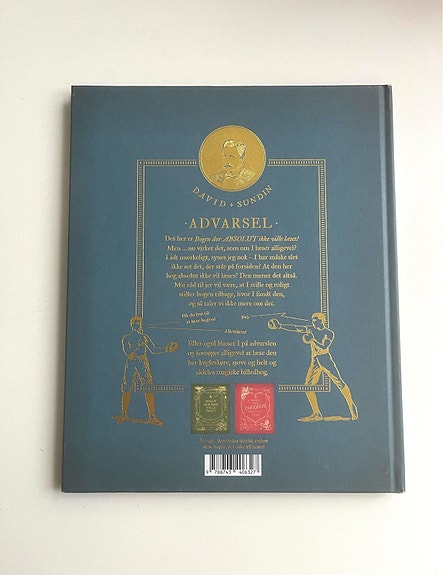 DAVID + SUNDIN
· ADVARSEL ·
Det her er Bogen der ABSOLUT ikke ville læses!
Men ... nu virker det, som om I læser alligevel?
Lidt mærkeligt, synes jeg nok – I har måske slet
ikke set det, der står på forsiden? At den her
bog absolut ikke vil læses? Den mener det altså.
Mit råd til jer vil være, at I stille og roligt
stiller bogen tilbage, hvor I fandt den,
og så taler vi ikke mere om det.
Alletiders!
Eller også blæser I på advarslen
og forsøger alligevel at læse den
her sjove og helt og
aldeles magiske billedbog.
9 788743 406327